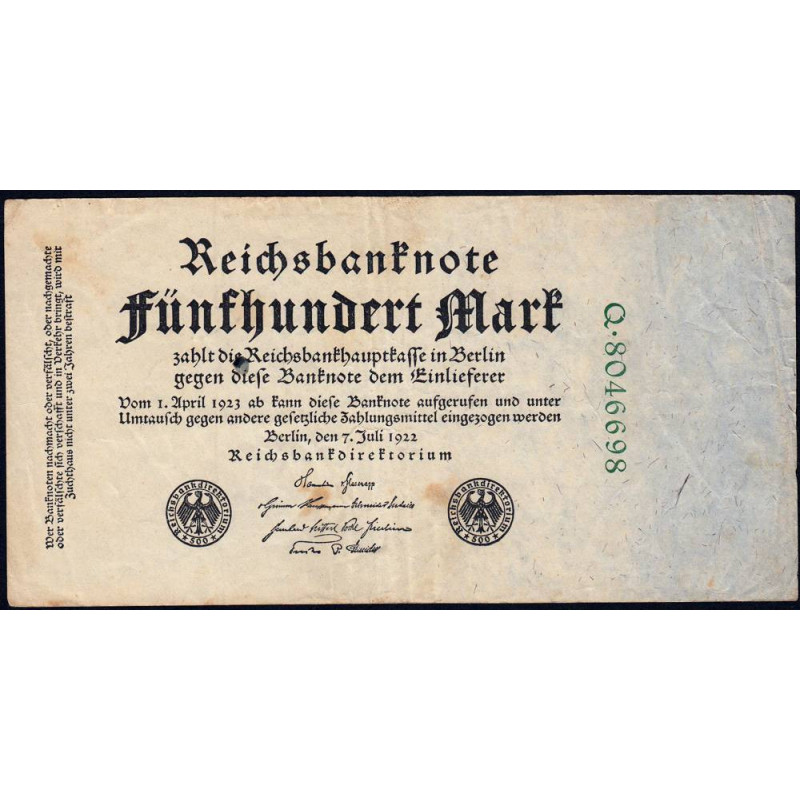 Reichsbanknote
Fünfhundert Mark
zahlt die Reichsbankhauptkasse in Berlin
gegen diese Banknote dem Einlieferer
Vom 1. April 1923 ab kann diese Banknote aufgerufen und unter
Umtausch gegen andere gesetzliche Zahlungsmittel eingezogen werden
Berlin, den 7. Juli 1922
Reichsbankdirektorium
Reichsbankdirektorium
500
Reichsbankdirektorium
500
Wer Banknoten nachmacht oder verfälscht, oder nachgemachte
oder verfälschte sich verschafft und in Verkehr bringt, wird mit
Zuchthaus nicht unter zwei Jahren bestraft
Q·8046698